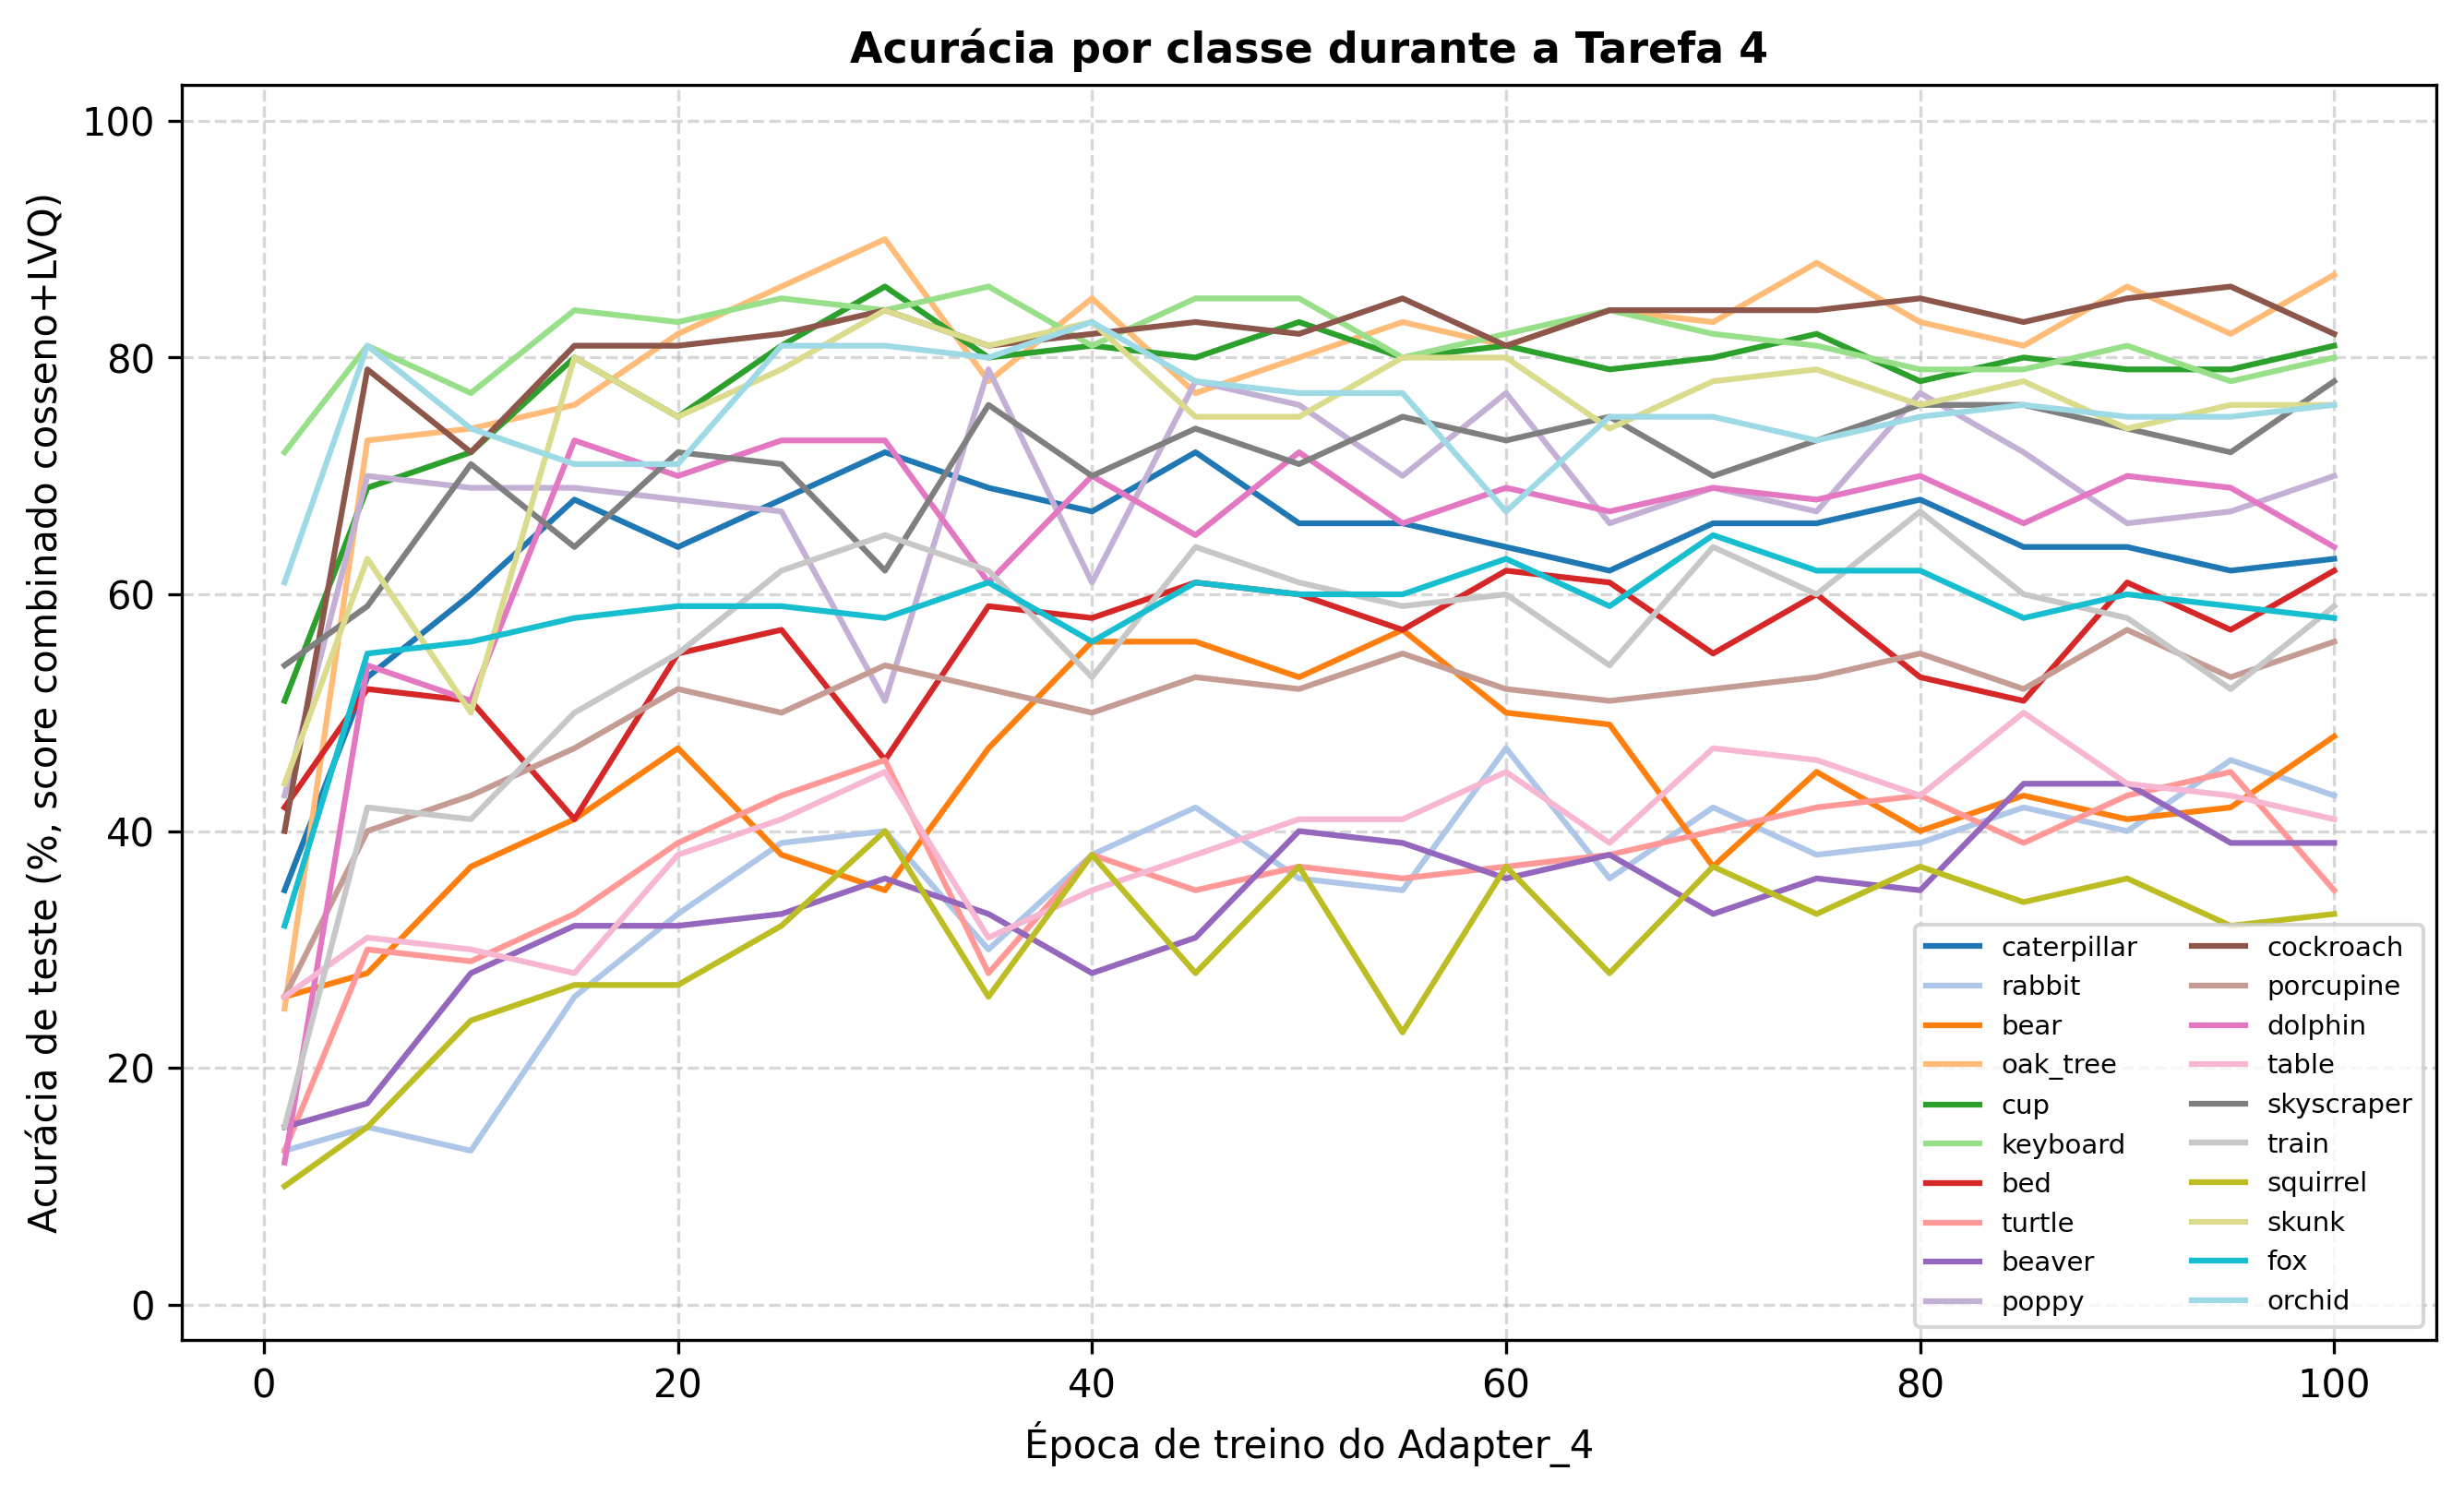 Acurácia por classe durante a Tarefa 4
Acurácia de teste (%, score combinado cosseno+LVQ)
100
80
60
40
20
0
0
20
40
60
80
100
Época de treino do Adapter_4
caterpillar
rabbit
bear
oak_tree
cup
keyboard
bed
turtle
beaver
poppy
cockroach
porcupine
dolphin
table
skyscraper
train
squirrel
skunk
fox
orchid